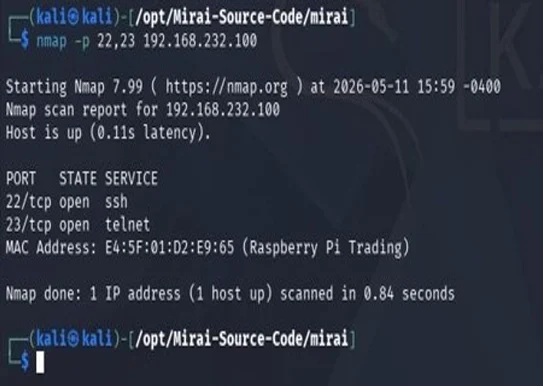 (kali㉿kali)-[/opt/Mirai-Source-Code/mirai]
$ nmap -p 22,23 192.168.232.100
Starting Nmap 7.99 ( https://nmap.org ) at 2026-05-11 15:59 -0400
Nmap scan report for 192.168.232.100
Host is up (0.11s latency).
PORT   STATE SERVICE
22/tcp open  ssh
23/tcp open  telnet
MAC Address: E4:5F:01:D2:E9:65 (Raspberry Pi Trading)
Nmap done: 1 IP address (1 host up) scanned in 0.84 seconds
(kali㉿kali)-[/opt/Mirai-Source-Code/mirai]
$